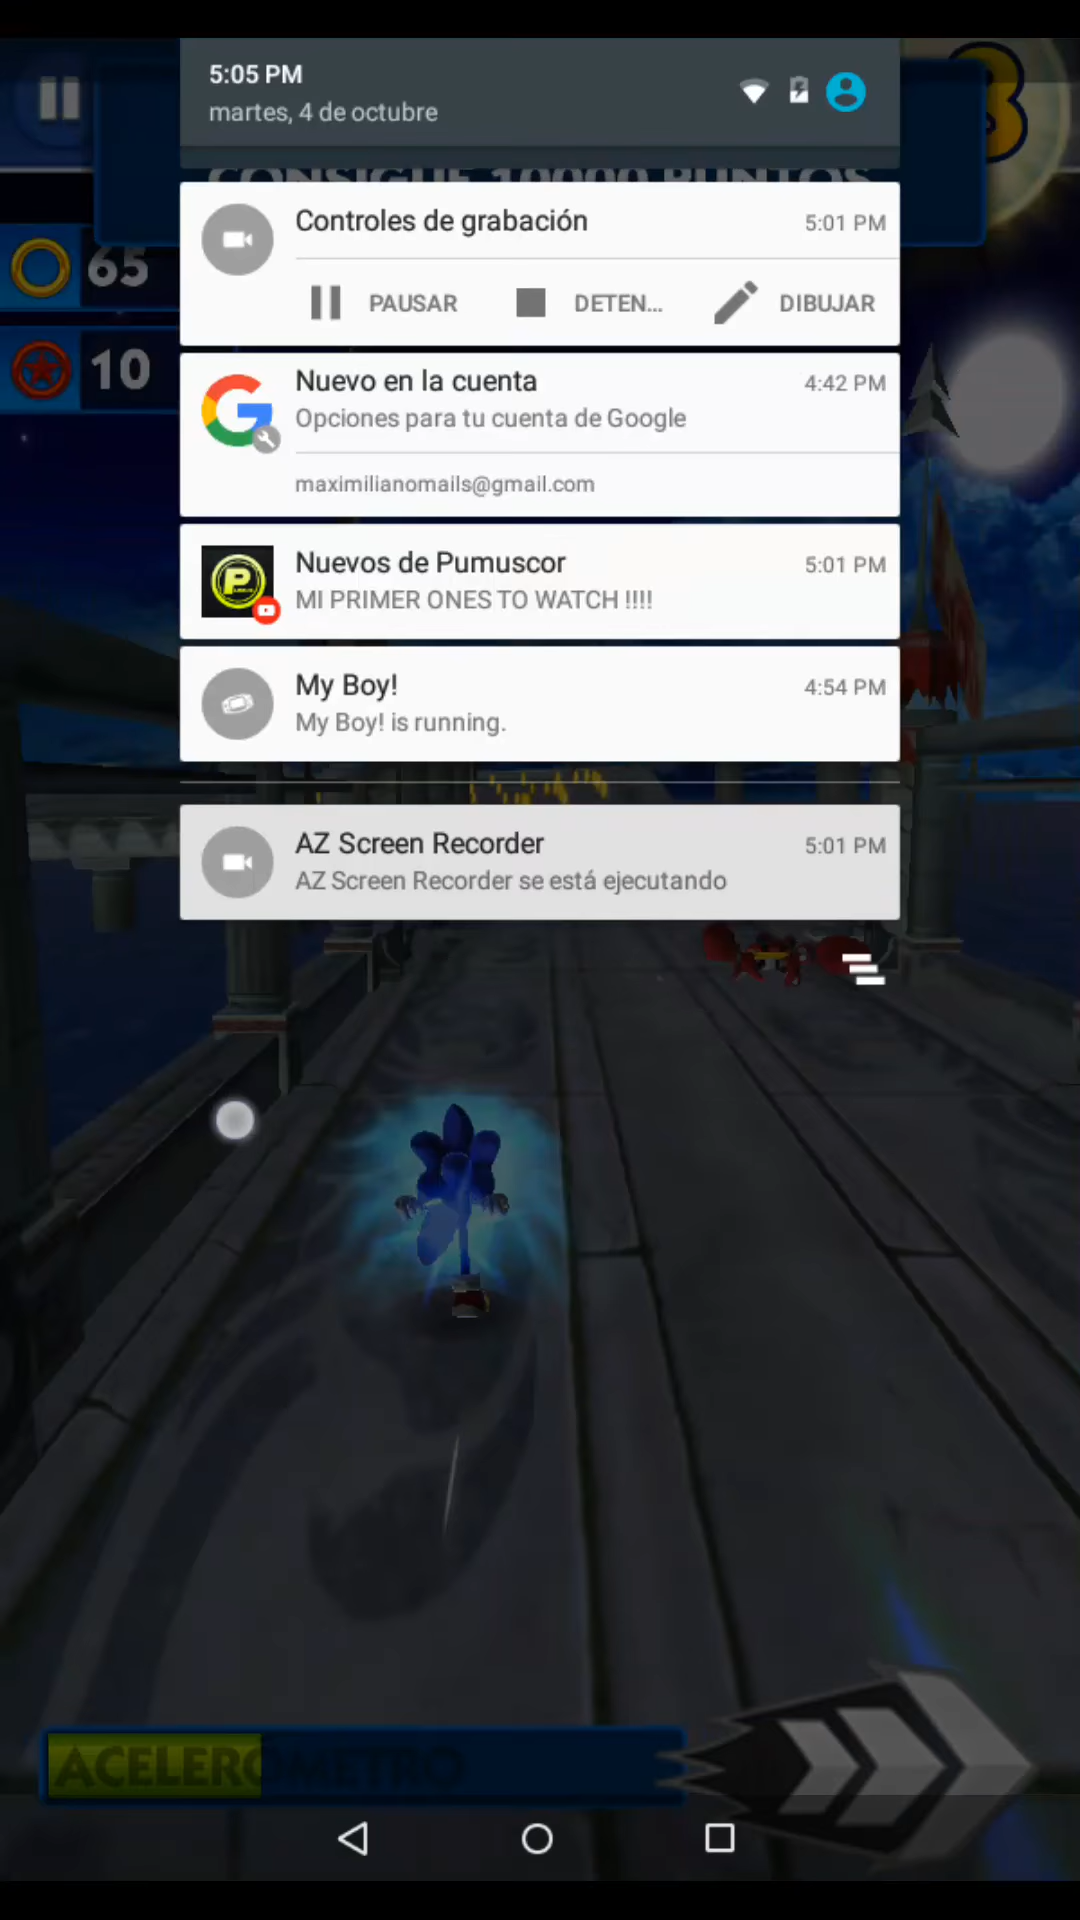 5:05 PM
martes, 4 de octubre
CONSIGUE 10000 PUNTOS
65
10
Controles de grabación 5:01 PM
PAUSAR DETEN... DIBUJAR
Nuevo en la cuenta 4:42 PM
Opciones para tu cuenta de Google
maximilianomails@gmail.com
Nuevos de Pumuscor 5:01 PM
MI PRIMER ONES TO WATCH !!!!
My Boy! 4:54 PM
My Boy! is running.
AZ Screen Recorder 5:01 PM
AZ Screen Recorder se está ejecutando
ACELERÓMETRO